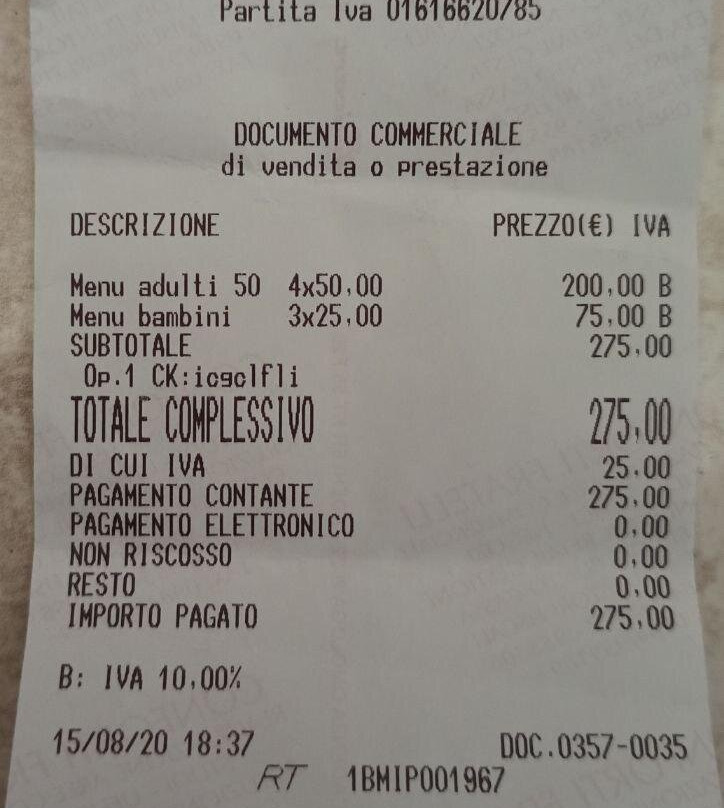 Partita Iva 01616620785
DOCUMENTO COMMERCIALE
di vendita o prestazione
DESCRIZIONE PREZZO(€) IVA
Menu adulti 50 4x50,00 200,00 B
Menu bambini 3x25,00 75,00 B
SUBTOTALE 275,00
Op.1 CK:icgclfli
TOTALE COMPLESSIVO 275,00
DI CUI IVA 25,00
PAGAMENTO CONTANTE 275,00
PAGAMENTO ELETTRONICO 0,00
NON RISCOSSO 0,00
RESTO 0,00
IMPORTO PAGATO 275,00
B: IVA 10,00%
15/08/20 18:37 DOC.0357-0035
RT 1BMIP001967